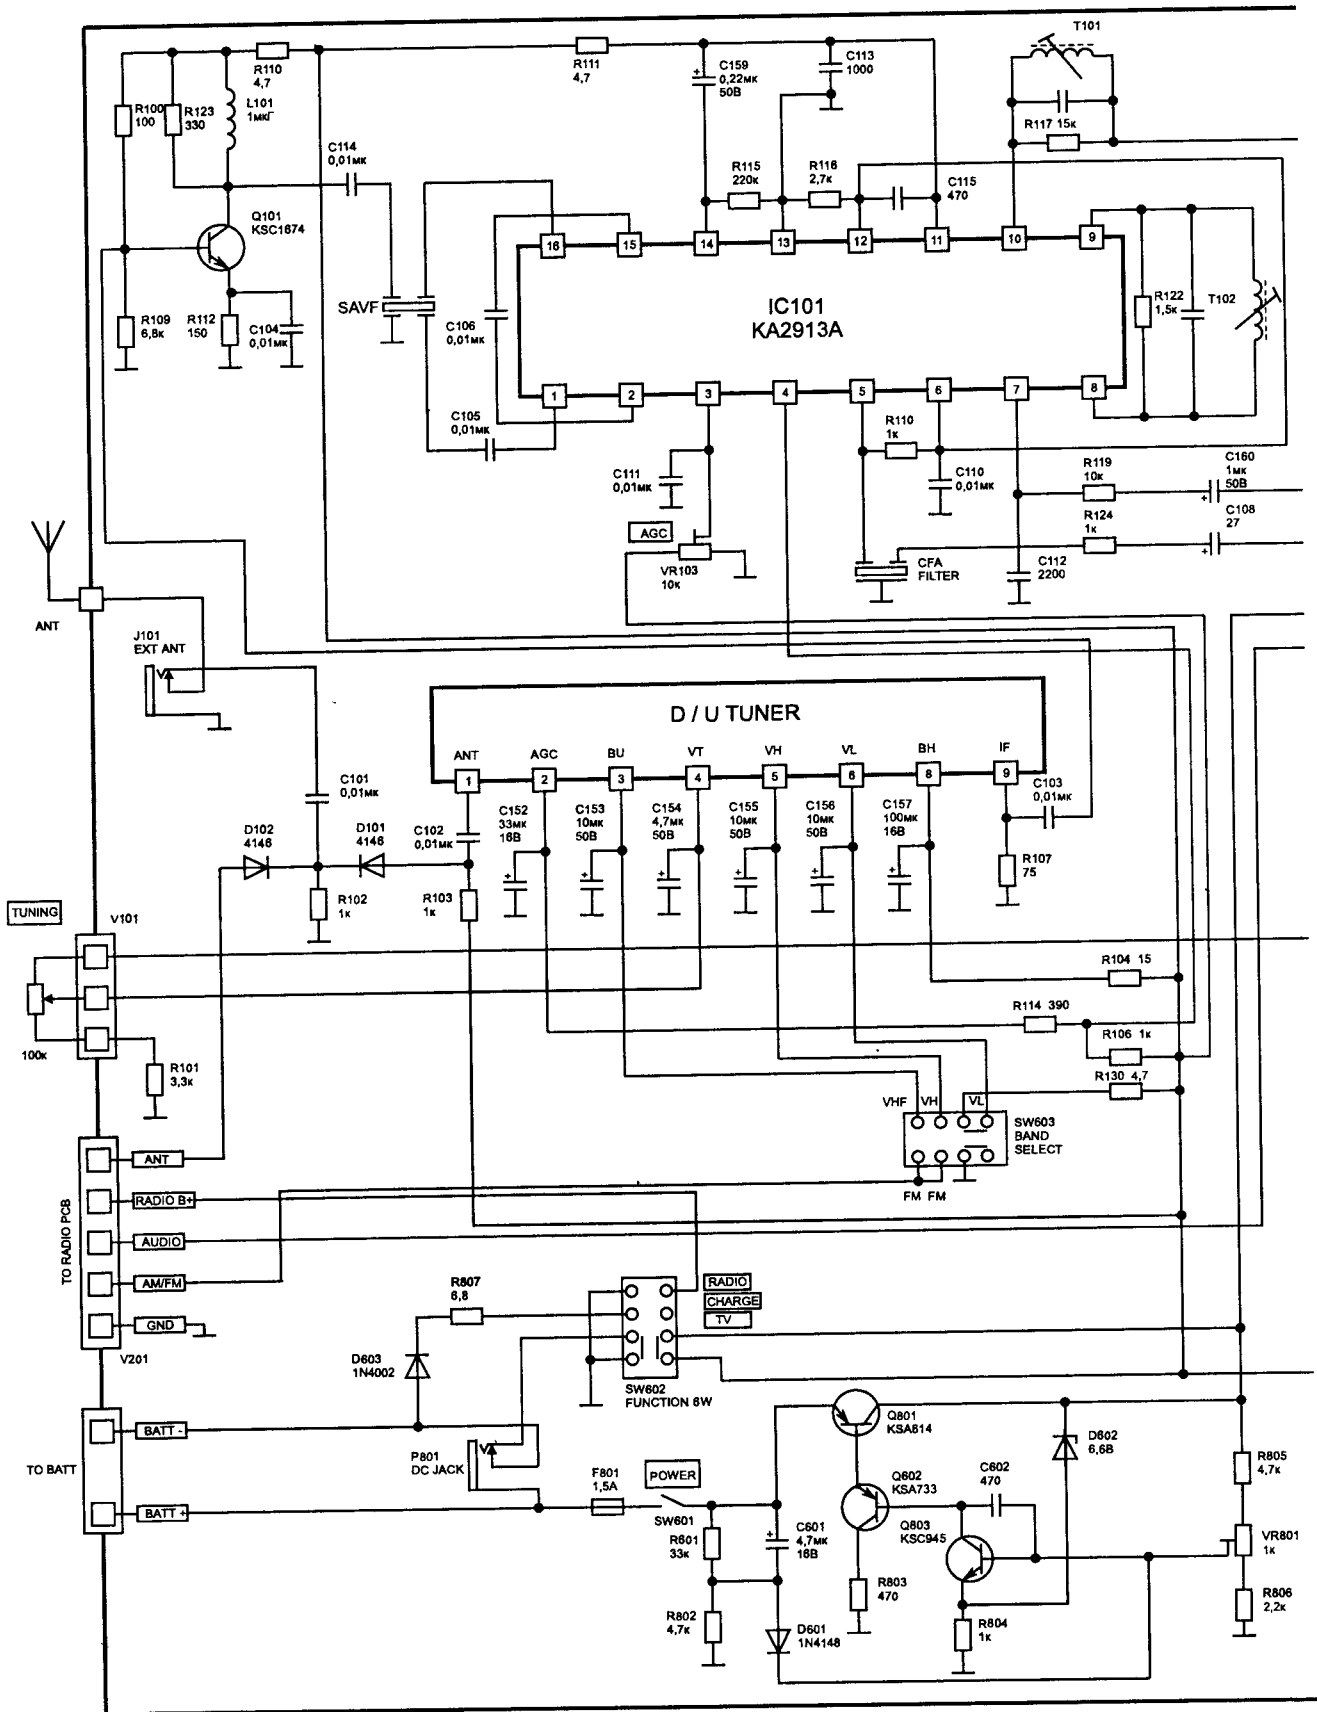 T101
R110
4,7
R111
4,7
C159
0,22мк
50В
C113
1000
R100
100
R123
330
L101
1мкГ
R117 15к
C114
0,01мк
R115
220к
R116
2,7к
C115
470
Q101
KSC1674
16
15
14
13
12
11
10
9
SAVF
IC101
KA2913A
R122
1,5к
T102
R109
6,8к
R112
150
C104
0,01мк
C106
0,01мк
1
2
3
4
5
6
7
8
C105
0,01мк
R110
1к
C111
0,01мк
C110
0,01мк
R119
10к
C160
1мк
50В
R124
1к
C108
27
AGC
VR103
10к
CFA
FILTER
C112
2200
ANT
J101
EXT ANT
D / U TUNER
ANT
AGC
BU
VT
VH
VL
BH
IF
1
2
3
4
5
6
8
9
C101
0,01мк
C103
0,01мк
D102
4148
D101
4148
C102
0,01мк
C152
33мк
16В
C153
10мк
50В
C154
4,7мк
50В
C155
10мк
50В
C156
10мк
50В
C157
100мк
16В
R107
75
R102
1к
R103
1к
TUNING
V101
R104 15
R114 390
R106 1к
R130 4,7
100к
R101
3,3к
VHF
VH
VL
SW603
BAND
SELECT
FM FM
TO RADIO PCB
ANT
RADIO B+
AUDIO
AM/FM
GND
V201
R807
6,8
RADIO
CHARGE
TV
D603
1N4002
SW602
FUNCTION 6W
TO BATT
BATT -
BATT +
P801
DC JACK
F801
1,5A
POWER
SW601
Q801
KSA614
D602
6,6В
R805
4,7к
Q602
KSA733
C602
470
Q803
KSC945
VR801
1к
R601
33к
C601
4,7мк
16В
R803
470
R806
2,2к
R802
4,7к
D601
1N4148
R804
1к